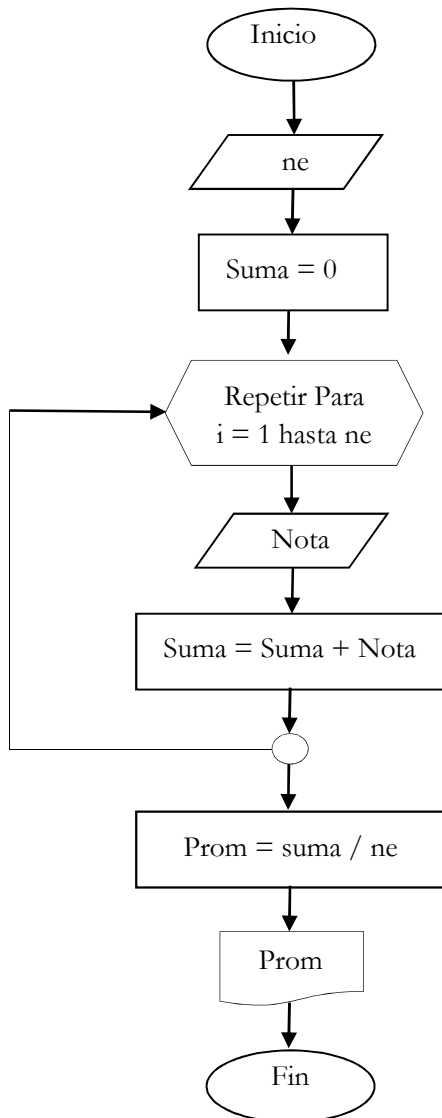 Inicio
ne
Suma = 0
Repetir Para
i = 1 hasta ne
Nota
Suma = Suma + Nota
Prom = suma / ne
Prom
Fin